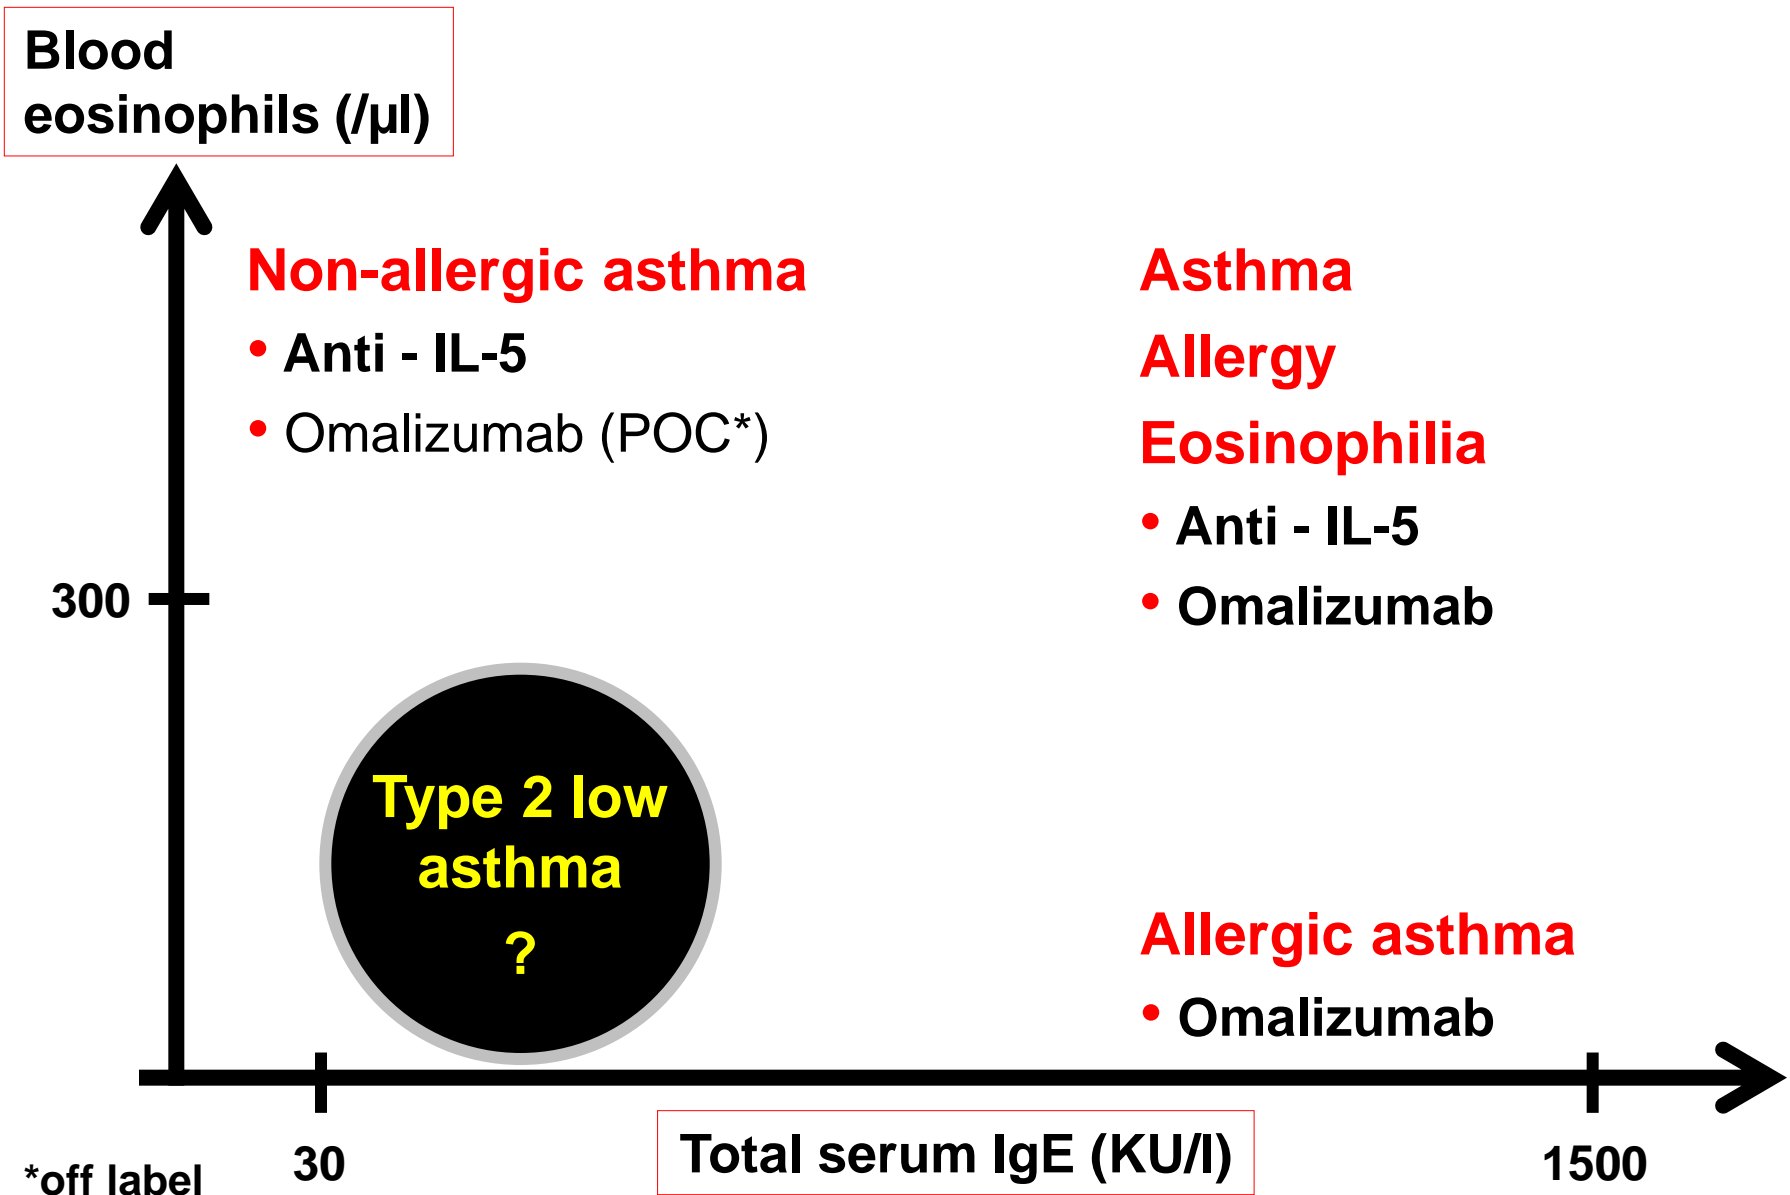 Blood
eosinophils (/µl)
Non-allergic asthma
• Anti - IL-5
• Omalizumab (POC*)
Asthma
Allergy
Eosinophilia
• Anti - IL-5
• Omalizumab
300
Type 2 low
asthma
?
Allergic asthma
• Omalizumab
30
Total serum IgE (KU/l)
1500
*off label